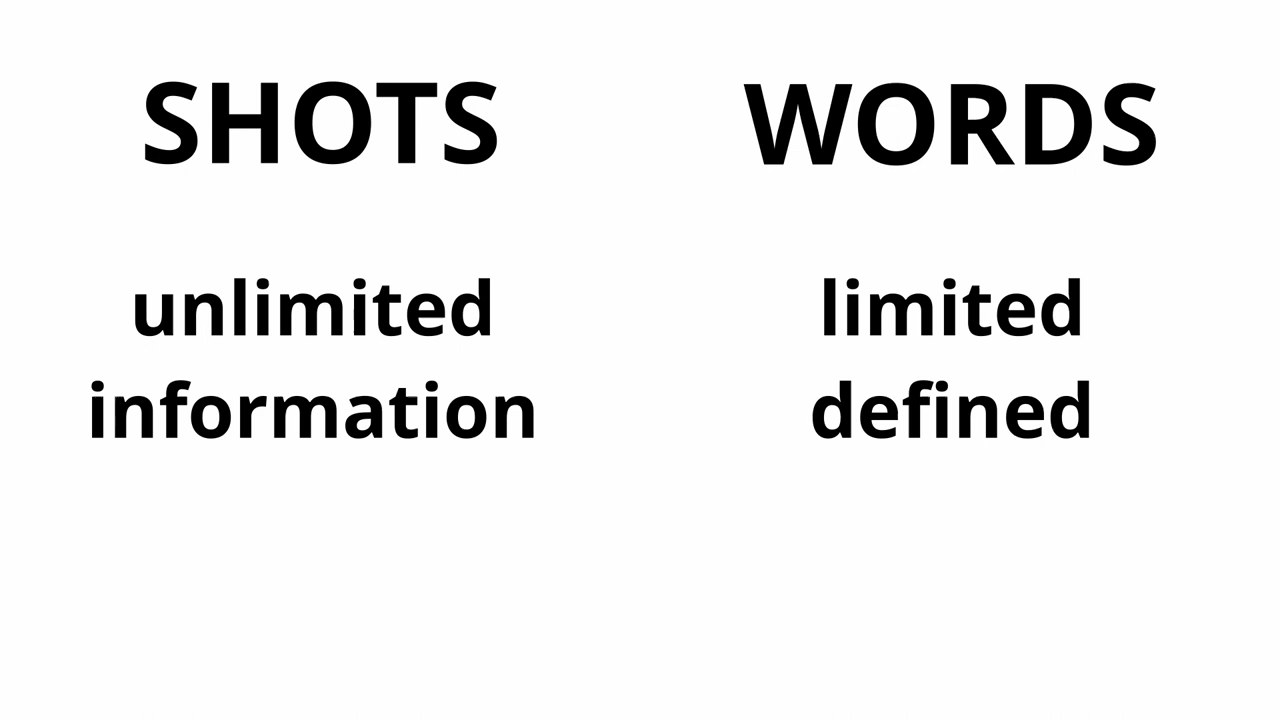 SHOTS
unlimited
information
WORDS
limited
defined